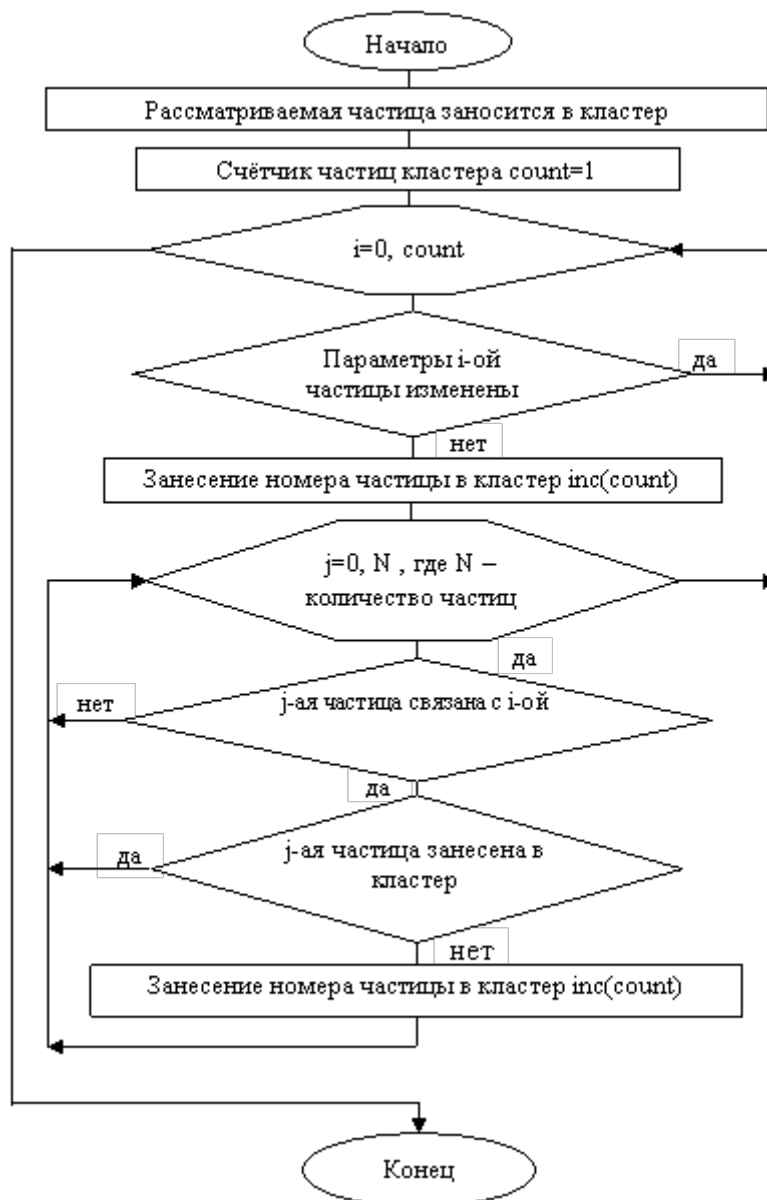 Начало
Рассматриваемая частица заносится в кластер
Счётчик частиц кластера count=1
i=0, count
Параметры i-ой
частицы изменены
да
нет
Занесение номера частицы в кластер inc(count)
j=0, N , где N –
количество частиц
да
j-ая частица связана с i-ой
нет
да
j-ая частица занесена в
кластер
да
нет
Занесение номера частицы в кластер inc(count)
Конец